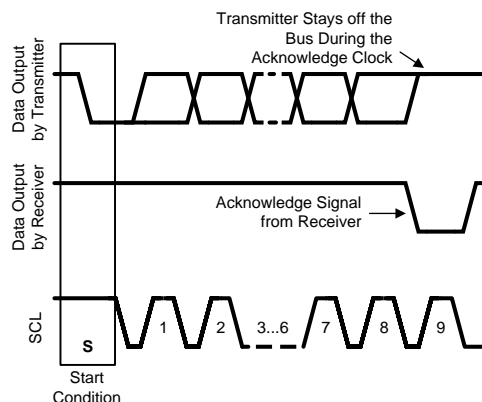 Transmitter Stays off the
Bus During the
Acknowledge Clock
Data Output
by Transmitter
Data Output
by Receiver
Acknowledge Signal
from Receiver
SCL
S
1
2
3...6
7
8
9
Start
Condition